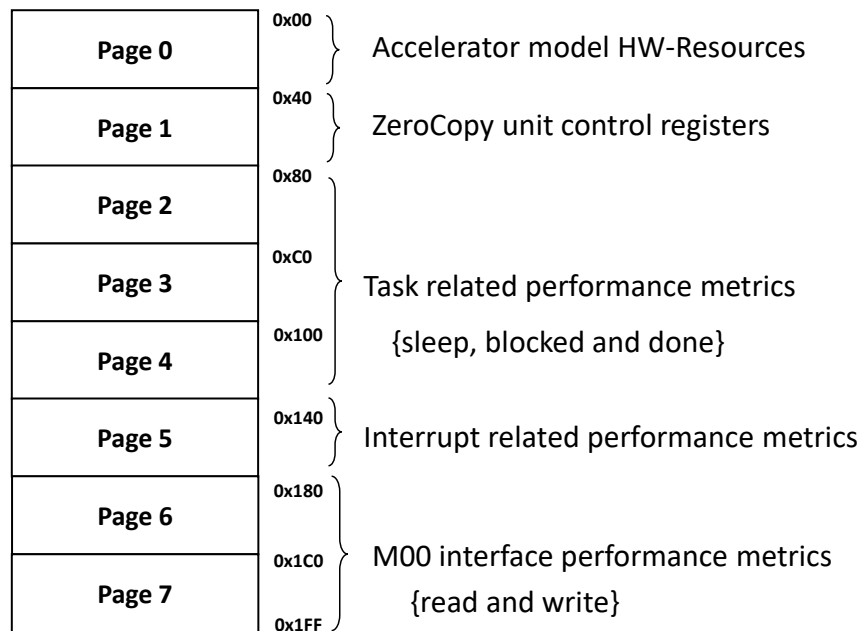 0x00
Page 0
Accelerator model HW-Resources
0x40
Page 1
ZeroCopy unit control registers
0x80
Page 2
0xC0
Page 3
Task related performance metrics
0x100
{sleep, blocked and done}
Page 4
0x140
Page 5
Interrupt related performance metrics
0x180
Page 6
0x1C0
M00 interface performance metrics
Page 7
{read and write}
0x1FF